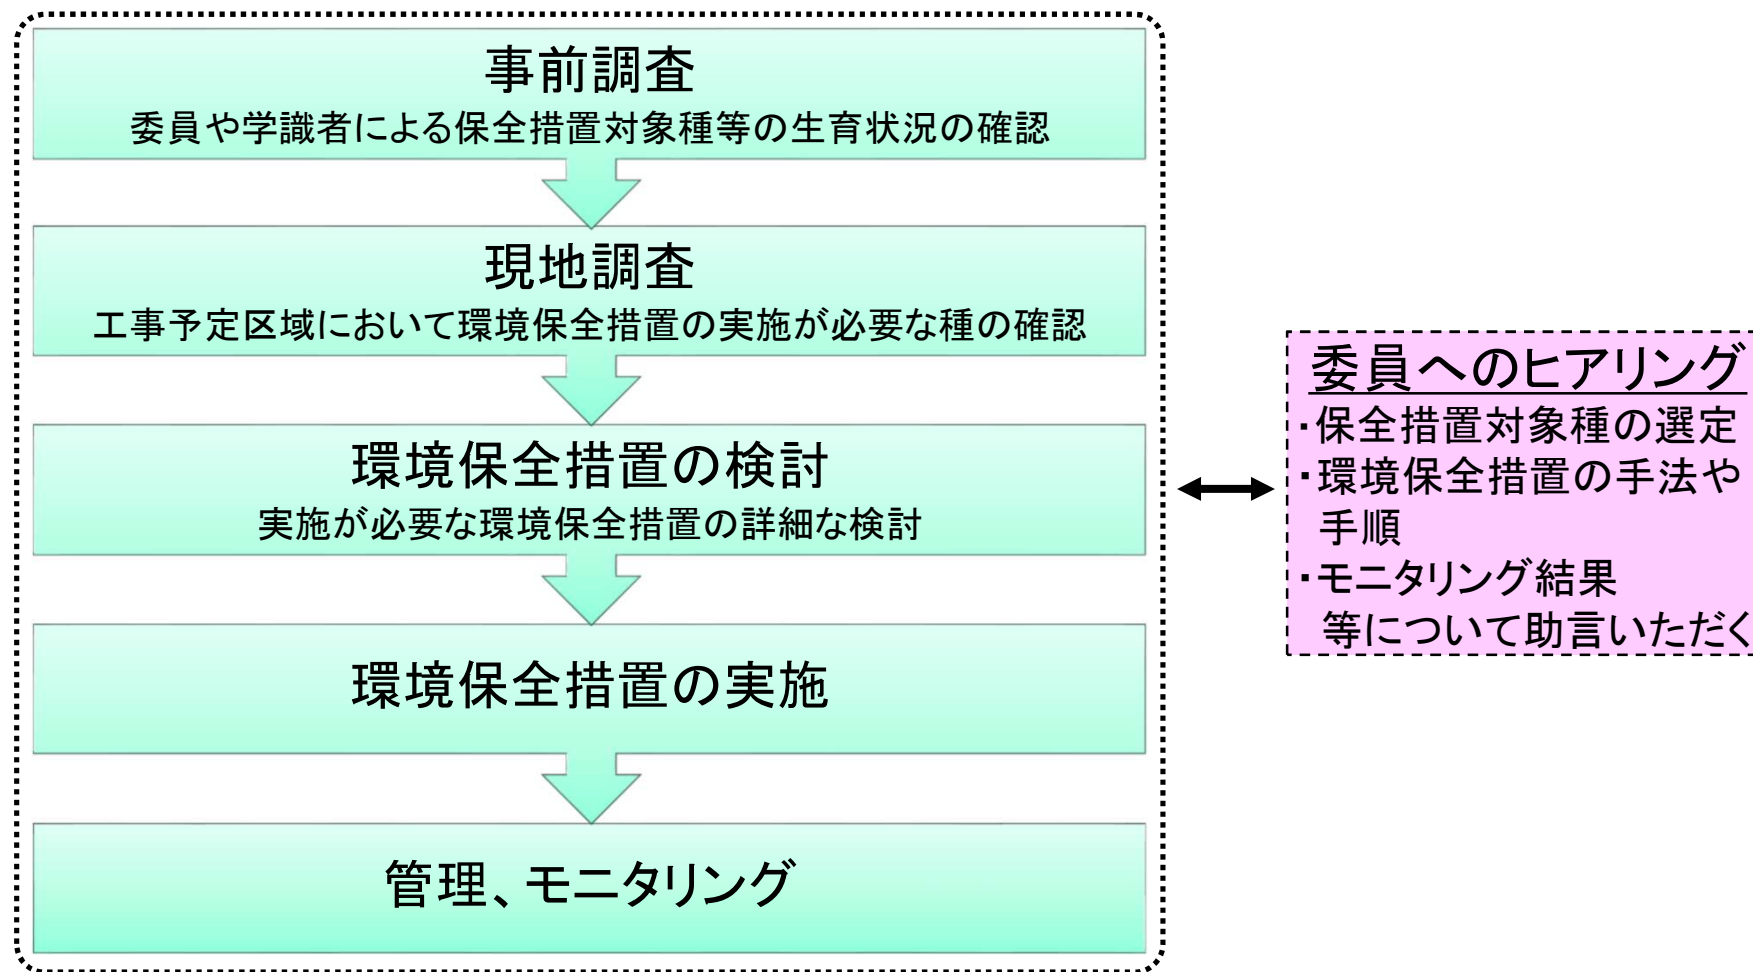 事前調査
委員や学識者による保全措置対象種等の生育状況の確認
現地調査
工事予定区域において環境保全措置の実施が必要な種の確認
環境保全措置の検討
実施が必要な環境保全措置の詳細な検討
環境保全措置の実施
管理、モニタリング
委員へのヒアリング
・保全措置対象種の選定
・環境保全措置の手法や
手順
・モニタリング結果
等について助言いただく